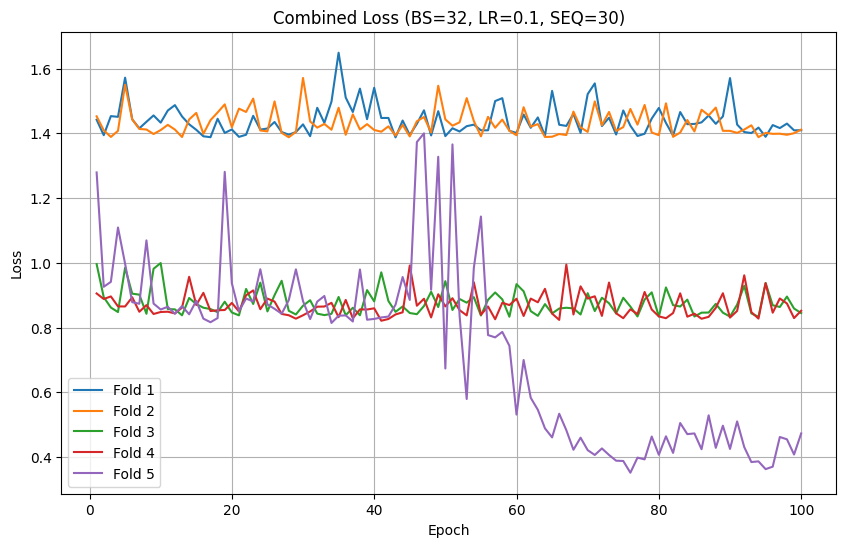 Combined Loss (BS=32, LR=0.1, SEQ=30)
Loss
1.6
1.4
1.2
1.0
0.8
0.6
0.4
Fold 1
Fold 2
Fold 3
Fold 4
Fold 5
0 20 40 60 80 100
Epoch